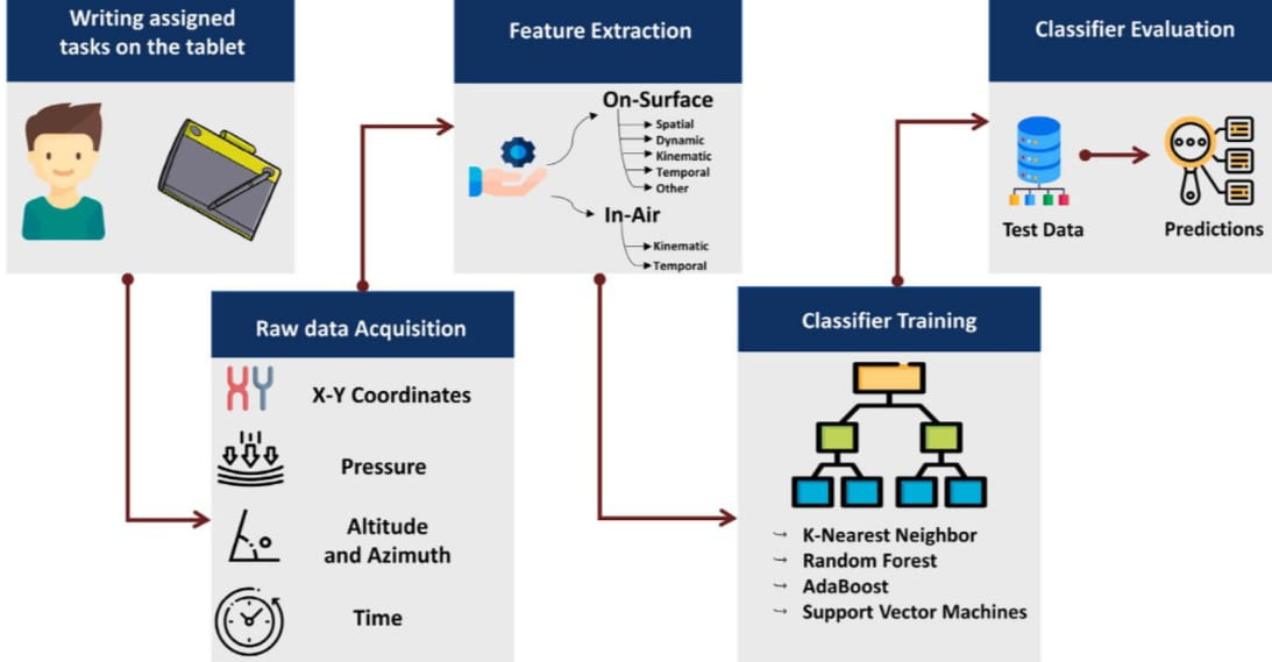 Writing assigned
tasks on the tablet
Raw data Acquisition
X-Y Coordinates
Pressure
Altitude
and Azimuth
Time
Feature Extraction
On-Surface
Spatial
Dynamic
Kinematic
Temporal
Other
In-Air
Kinematic
Temporal
Classifier Training
K-Nearest Neighbor
Random Forest
AdaBoost
Support Vector Machines
Classifier Evaluation
Test Data
Predictions